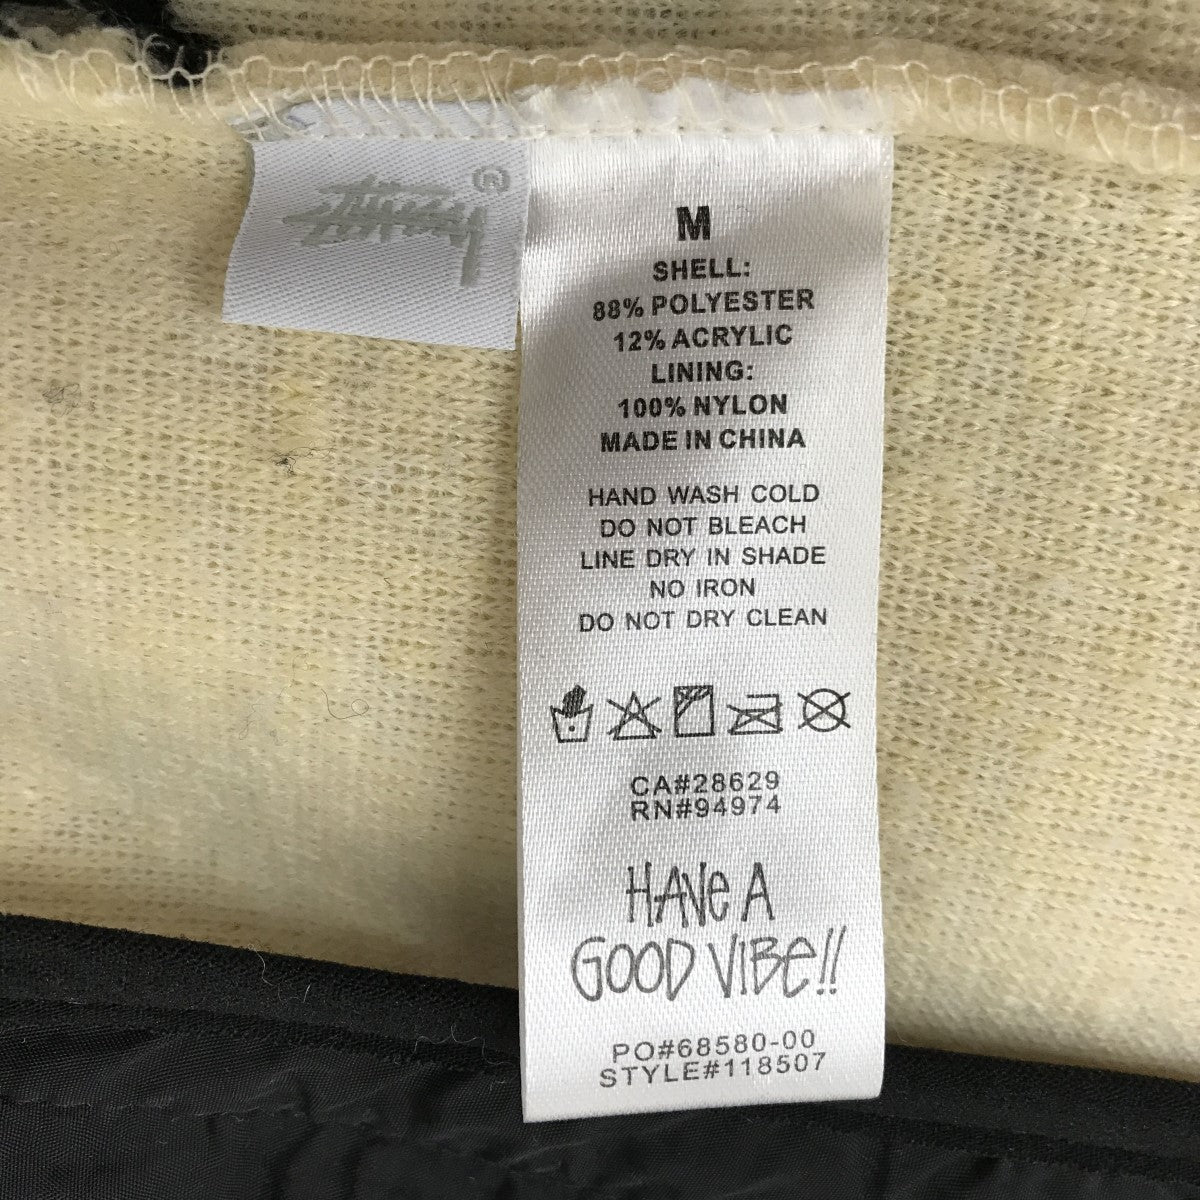 Stüssy ®
M
SHELL:
88% POLYESTER
12% ACRYLIC
LINING:
100% NYLON
MADE IN CHINA
HAND WASH COLD
DO NOT BLEACH
LINE DRY IN SHADE
NO IRON
DO NOT DRY CLEAN
CA#28629
RN#94974
HAVE A
GOOD VIBE!!
PO#68580-00
STYLE#118507